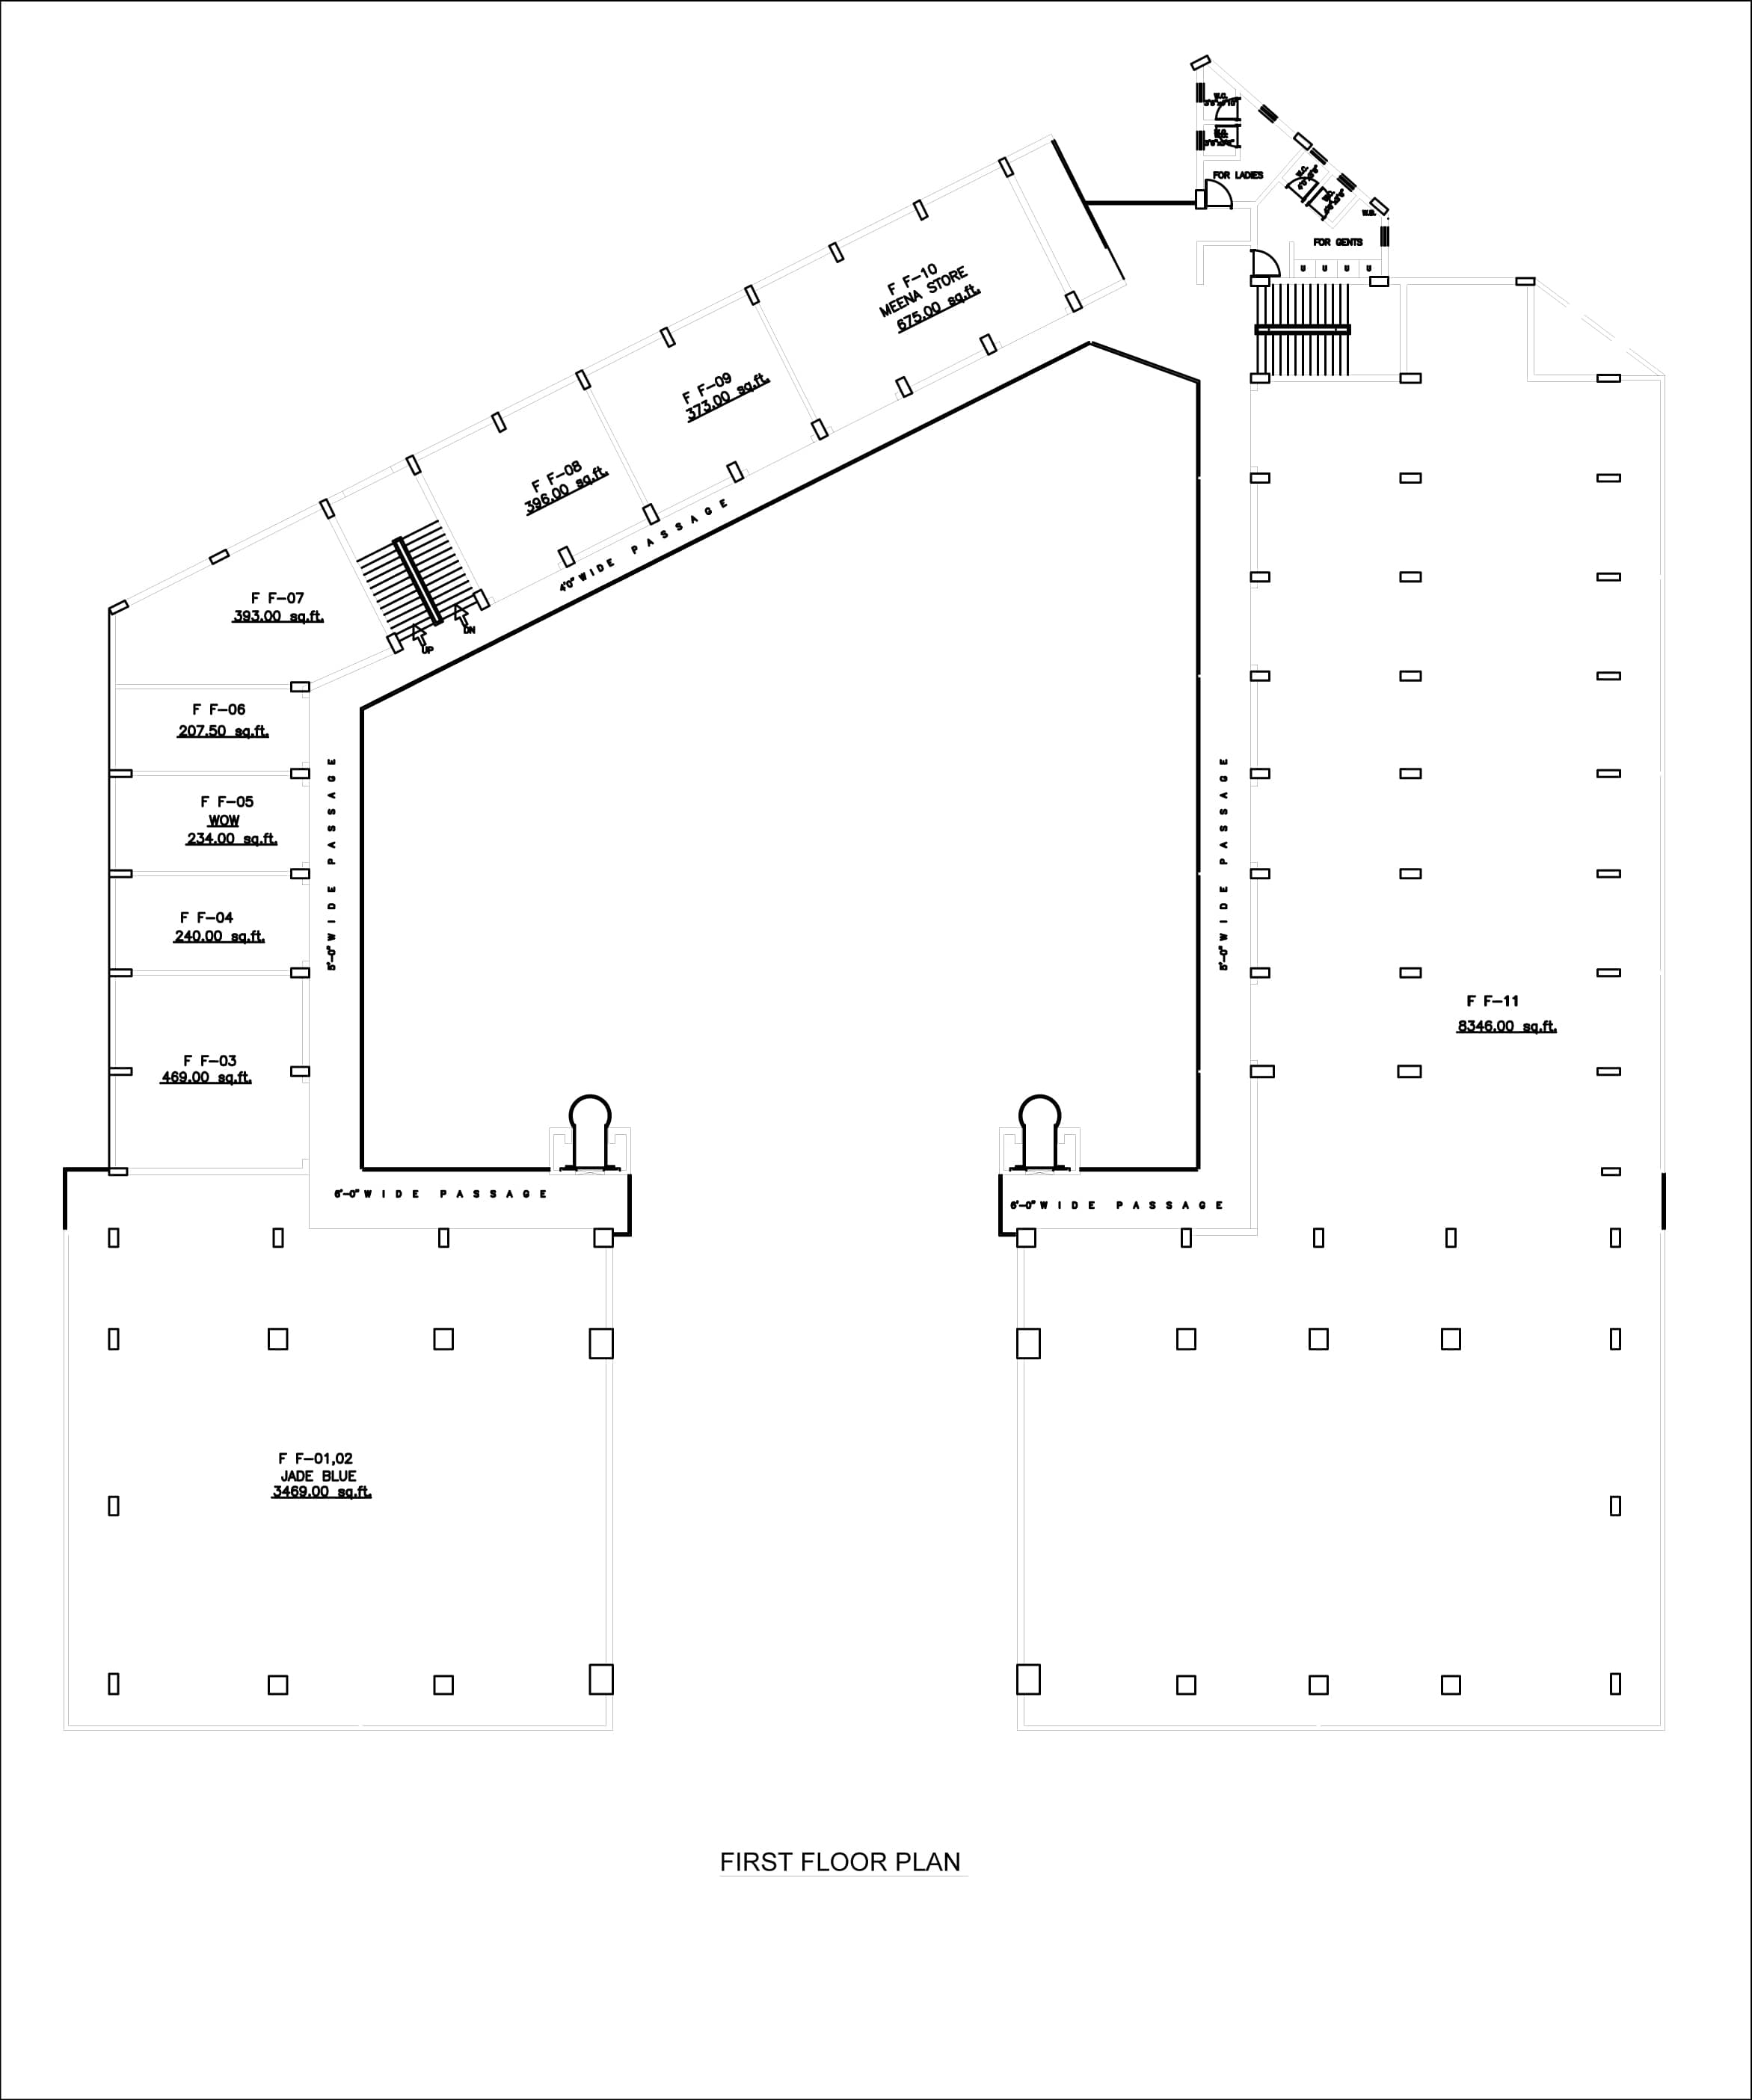 W.C.
W.C.
FOR LADIES
W.C.
W.C.
W.B.
FOR GENTS
U U U U
F F-10
MEENA STORE
675.00 sq.ft.
F F-09
373.00 sq.ft.
F F-08
396.00 sq.ft.
4'0" WIDE PASSAGE
F F-07
393.00 sq.ft.
UP
DN
F F-06
207.50 sq.ft.
F F-05
WOW
234.00 sq.ft.
F F-04
240.00 sq.ft.
F F-03
469.00 sq.ft.
5'-0" WIDE PASSAGE
5'-0" WIDE PASSAGE
F F-11
8346.00 sq.ft.
6'-0" WIDE PASSAGE
6'-0" WIDE PASSAGE
F F-01,02
JADE BLUE
3469.00 sq.ft.
FIRST FLOOR PLAN